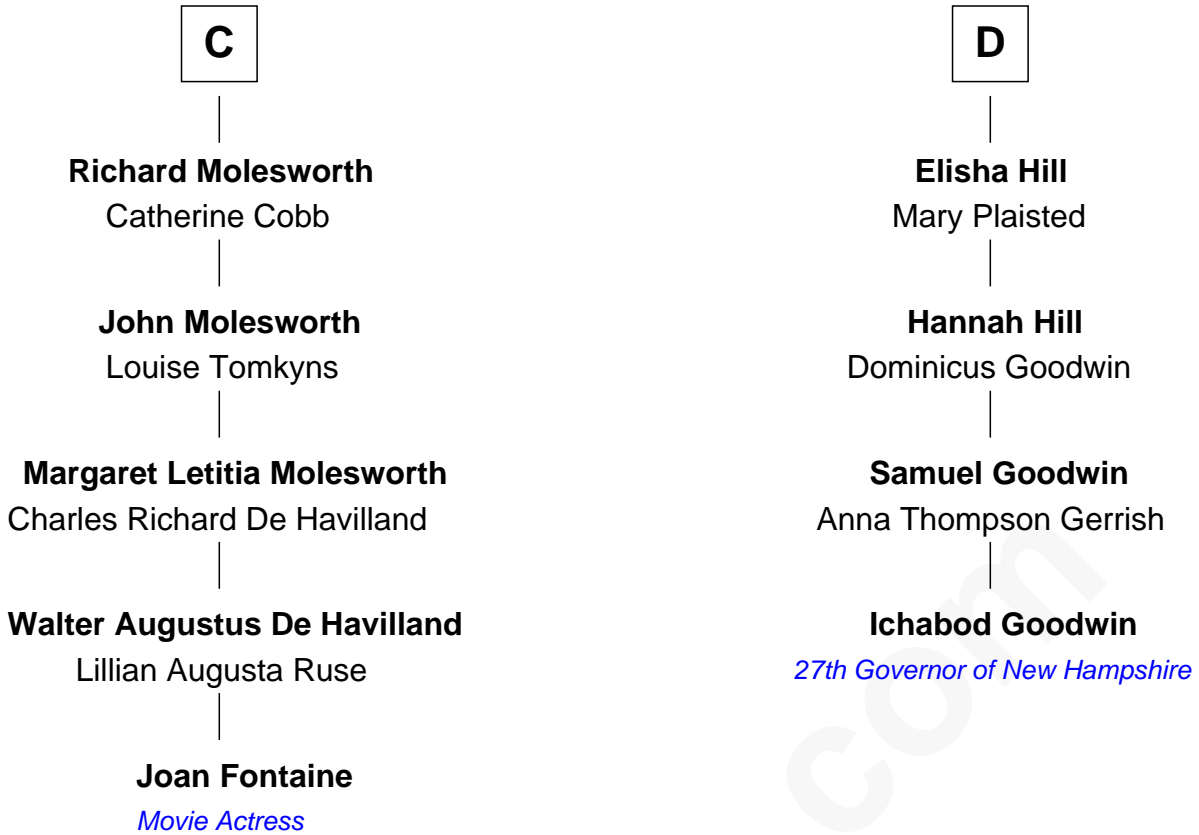 C
Richard Molesworth
Catherine Cobb
John Molesworth
Louise Tomkyns
Margaret Letitia Molesworth
Charles Richard De Havilland
Walter Augustus De Havilland
Lillian Augusta Ruse
Joan Fontaine
Movie Actress
D
Elisha Hill
Mary Plaisted
Hannah Hill
Dominicus Goodwin
Samuel Goodwin
Anna Thompson Gerrish
Ichabod Goodwin
27th Governor of New Hampshire
com